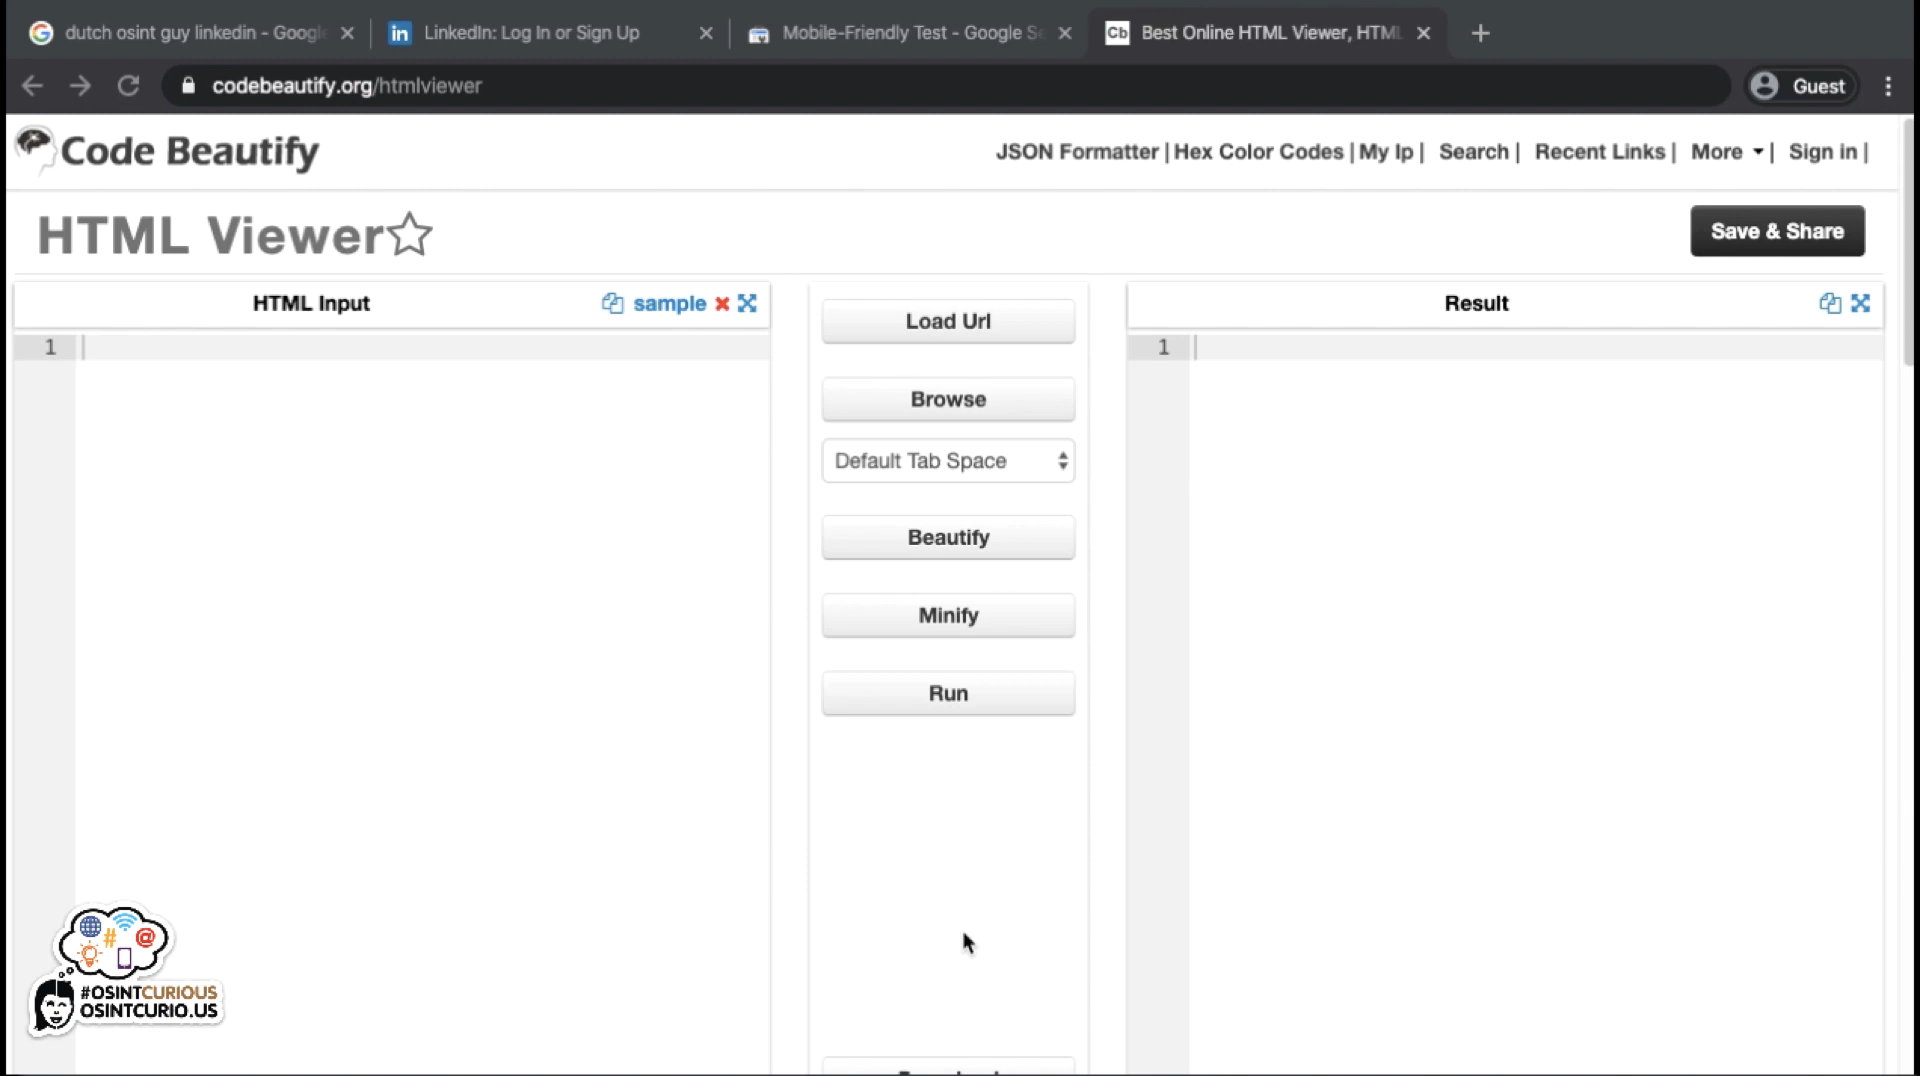 dutch osint guy linkedin - Google
LinkedIn: Log In or Sign Up
Mobile-Friendly Test - Google Se
Cb
Best Online HTML Viewer, HTML
codebeautify.org/htmlviewer
Guest
Code Beautify
JSON Formatter | Hex Color Codes | My Ip | Search | Recent Links | More | Sign in |
HTML Viewer
Save & Share
HTML Input
sample
Load Url
Result
1
1
Browse
Default Tab Space
Beautify
Minify
Run
#OSINTCURIOUS
OSINTCURIO.US